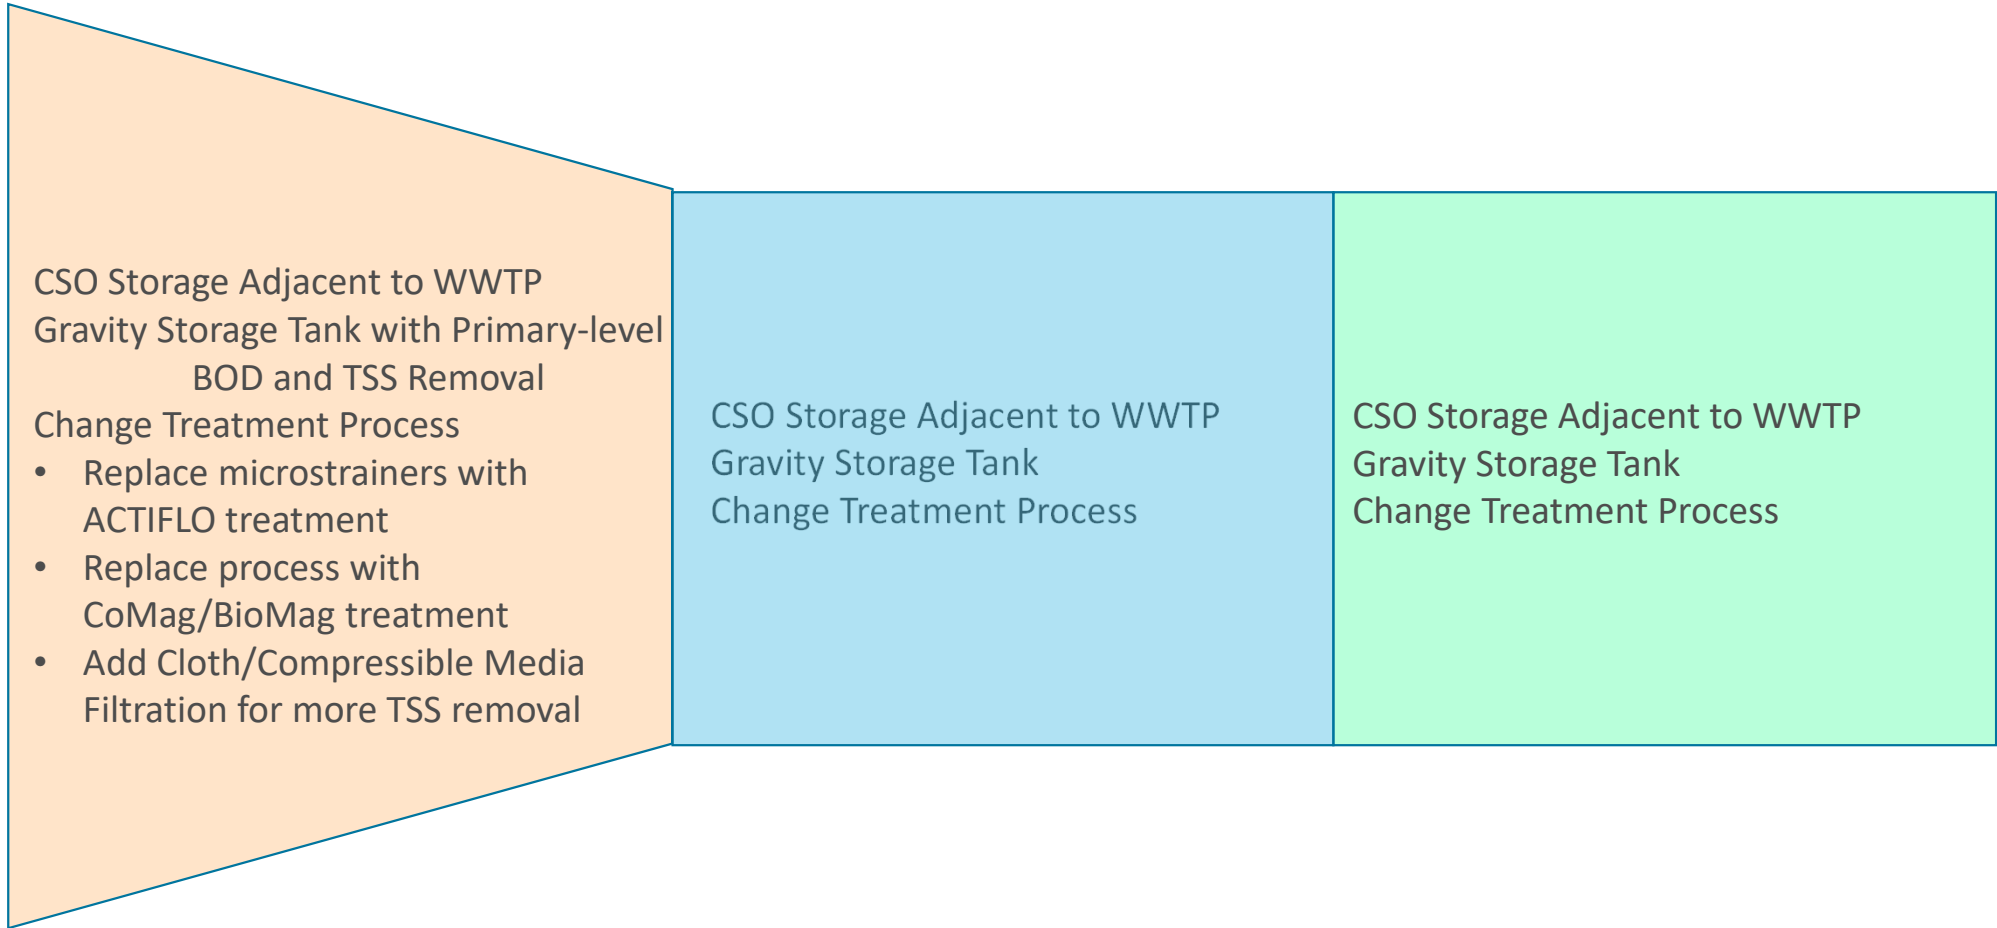 CSO Storage Adjacent to WWTP
Gravity Storage Tank with Primary-level
BOD and TSS Removal
Change Treatment Process
• Replace microstrainers with
ACTIFLO treatment
• Replace process with
CoMag/BioMag treatment
• Add Cloth/Compressible Media
Filtration for more TSS removal
CSO Storage Adjacent to WWTP
Gravity Storage Tank
Change Treatment Process
CSO Storage Adjacent to WWTP
Gravity Storage Tank
Change Treatment Process